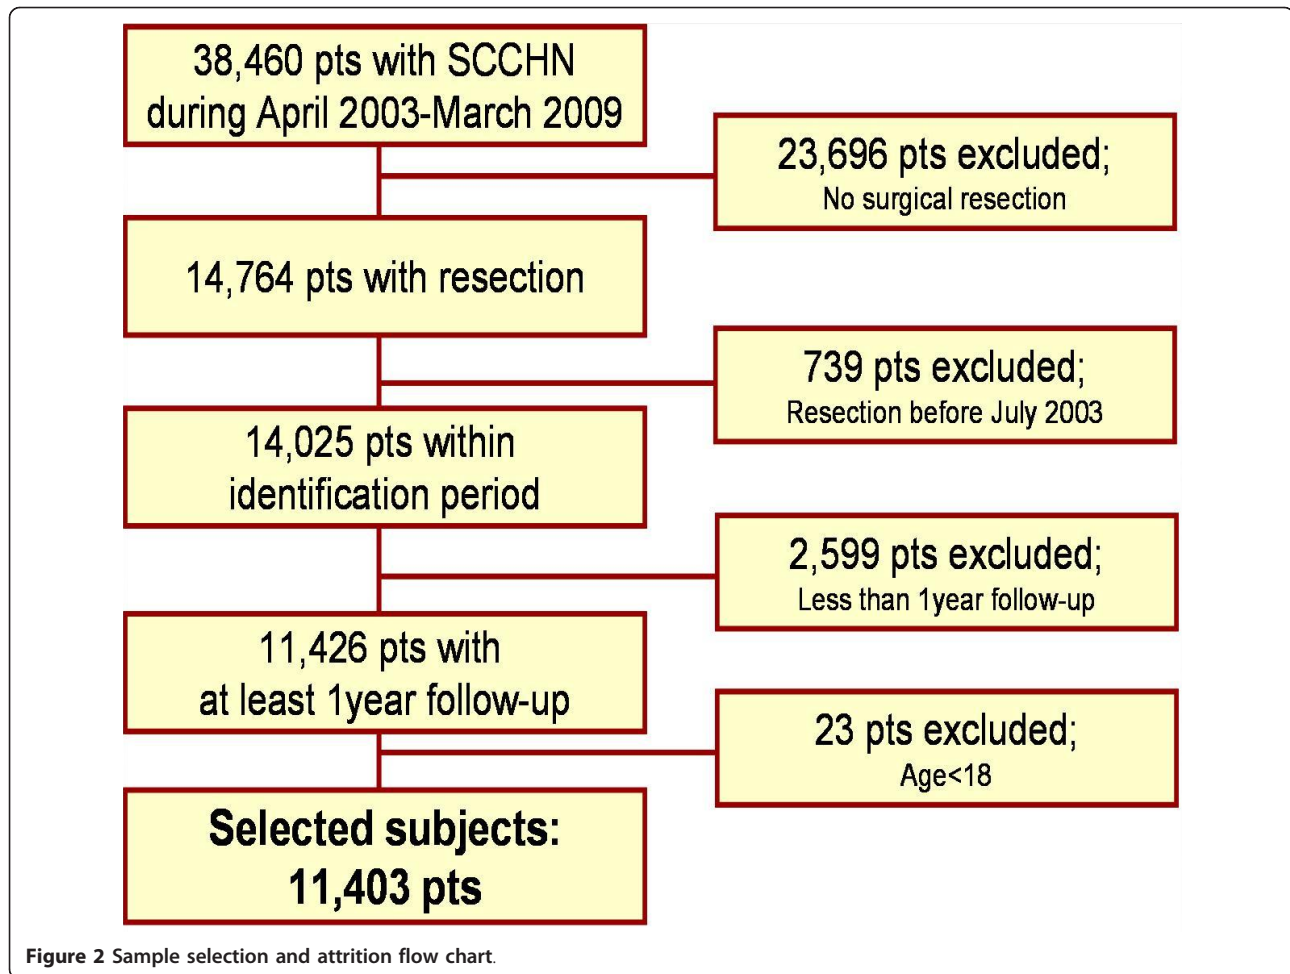 38,460 pts with SCCHN
during April 2003-March 2009
23,696 pts excluded;
No surgical resection
14,764 pts with resection
739 pts excluded;
Resection before July 2003
14,025 pts within
identification period
2,599 pts excluded;
Less than 1year follow-up
11,426 pts with
at least 1year follow-up
23 pts excluded;
Age<18
Selected subjects:
11,403 pts
Figure 2 Sample selection and attrition flow chart.